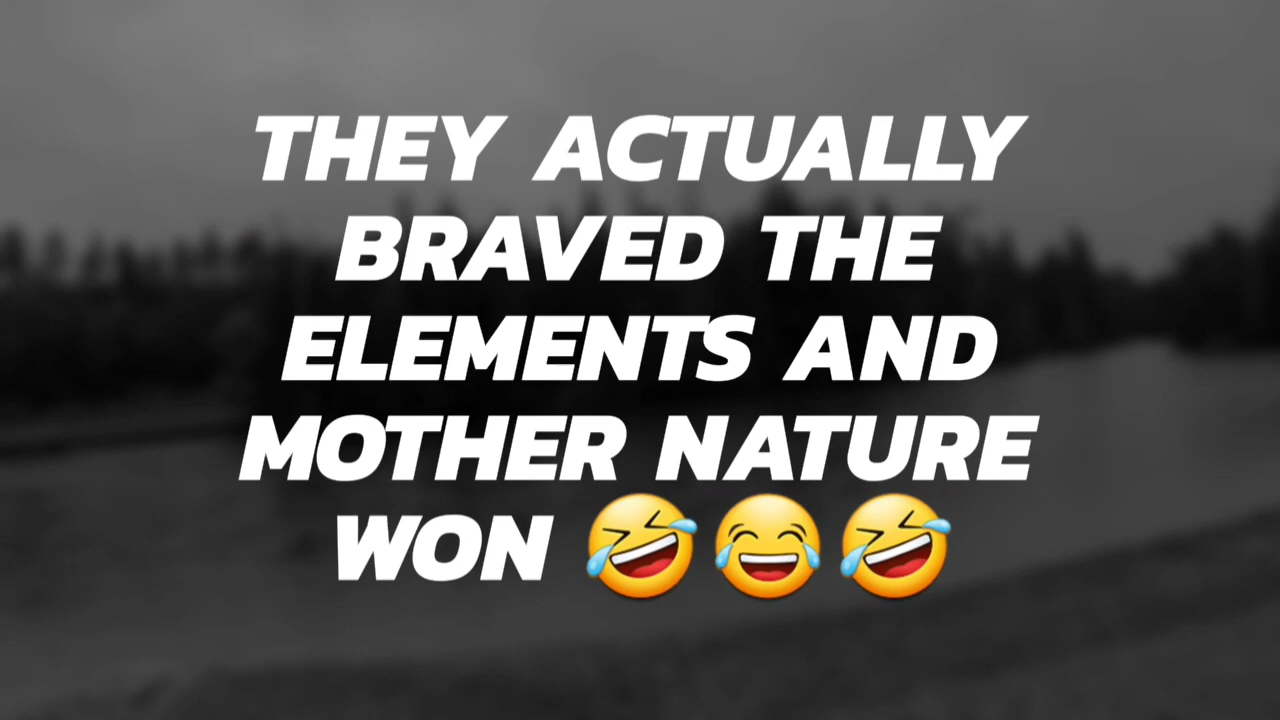 THEY ACTUALLY
BRAVED THE
ELEMENTS AND
MOTHER NATURE
WON 🤣😂🤣